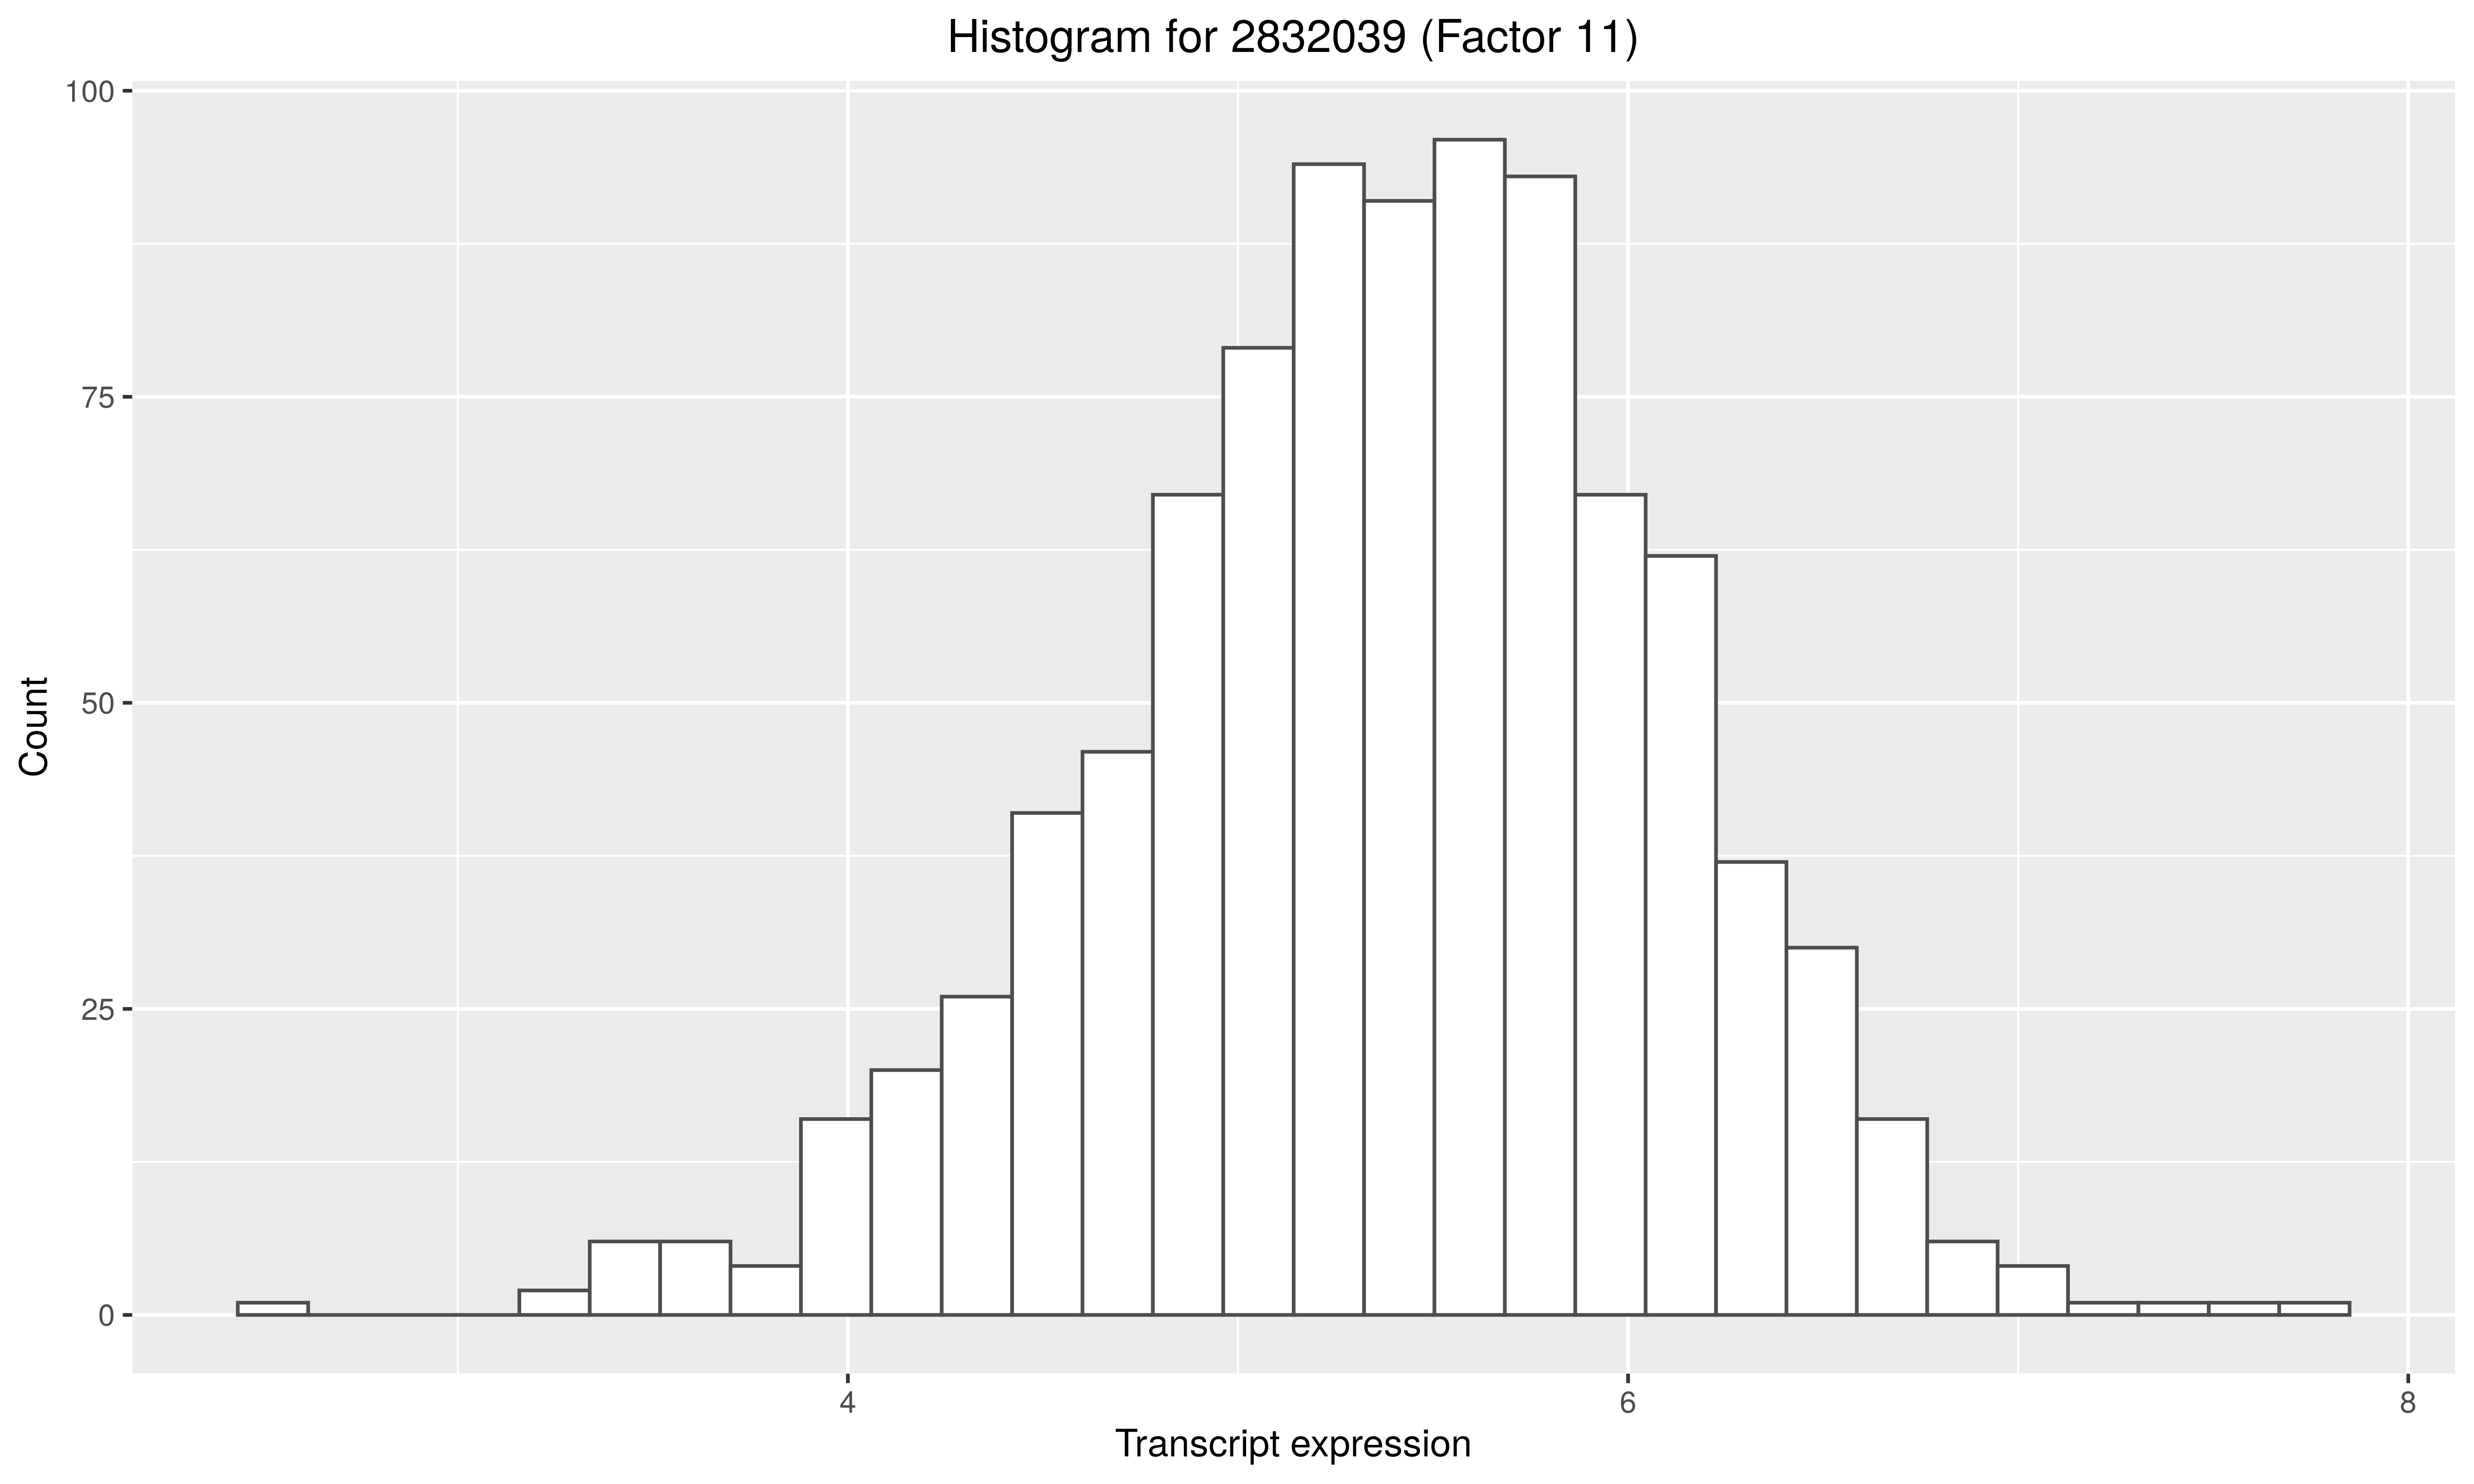 Histogram for 2832039 (Factor 11)
100
75
50
25
0
Count
4
6
8
Transcript expression